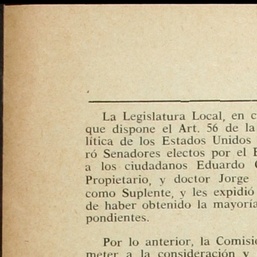 La Legislatura Local, en c
que dispone el Art. 56 de la
lítica de los Estados Unidos
ró Senadores electos por el E
a los ciudadanos Eduardo
Propietario, y doctor Jorge
como Suplente, y les expidió
de haber obtenido la mayoría
pondientes.
Por lo anterior, la Comisi
meter a la consideración y